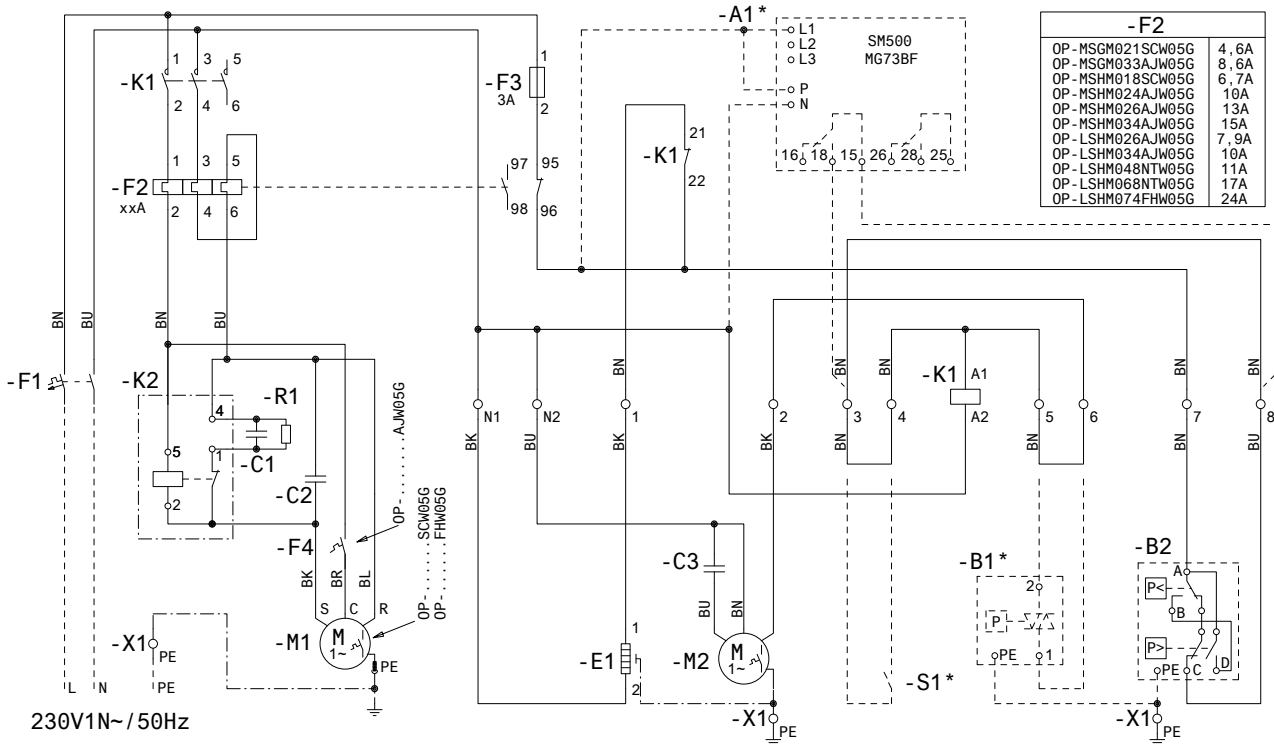 -A1*
L1
L2
L3
P
N
SM500
MG73BF
16
18
15
26
28
25
-F2
OP-MSGM021SCW05G 4,6A
OP-MSGM033AJW05G 8,6A
OP-MSHM018SCW05G 6,7A
OP-MSHM024AJW05G 10A
OP-MSHM026AJW05G 13A
OP-MSHM034AJW05G 15A
OP-LSHM026AJW05G 7,9A
OP-LSHM034AJW05G 10A
OP-LSHM048NTW05G 11A
OP-LSHM068NTW05G 17A
OP-LSHM074FHW05G 24A
-K1
1 3 5
2 4 6
-F3
3A
1
2
-K1
21
22
-F2
xxA
1 3 5
2 4 6
97 95
98 96
BN
BU
BN
BU
-F1
-K2
4
5
1
2
-R1
-C1
-C2
-F4
OP-.......AJW05G
OP-.......SCW05G
OP-.......FHW05G
BK
BR
BL
S C R
-M1
M
1~
PE
-X1
PE
L N PE
230V1N~/50Hz
N1
BK
N2
BU
BN
1
BK
2
BK
BN
3
BN
BN
4
BU
-K1
A1
A2
BN
5
BN
6
BN
7
BN
BN
8
BU
-C3
BU
BN
-E1
1
2
-M2
M
1~
-X1
PE
-S1*
-B1*
2
P
PE
1
-B2
A
P<
B
P>
PE
C
D
-X1
PE